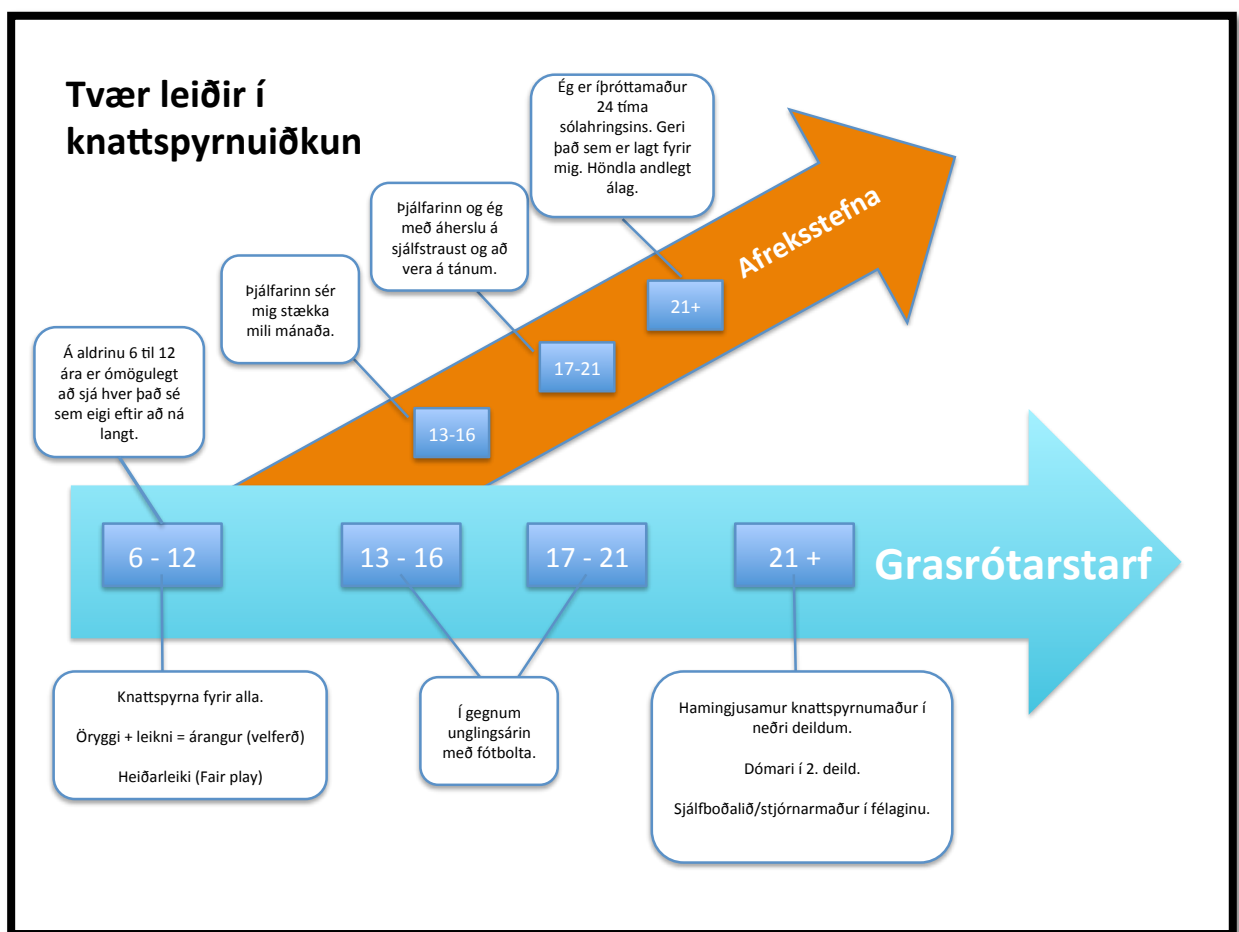 Tvær leiðir í
knattspyrnuiðkun
Ég er íþróttamaður
24 tíma
sólahringsins. Geri
það sem er lagt fyrir
mig. Höndla andlegt
álag.
Þjálfarinn og ég
með áherslu á
sjálfstraust og að
vera á tánum.
Þjálfarinn sér
mig stækka
mili mánaða.
Á aldrinu 6 til 12
ára er ómögulegt
að sjá hver það sé
sem eigi eftir að ná
langt.
Afreksstefna
21+
17-21
13-16
6 - 12
13 - 16
17 - 21
21 +
Grasrótarstarf
Knattspyrna fyrir alla.
Öryggi + leikni = árangur (velferð)
Heiðarleiki (Fair play)
Í gegnum
unglingsárin
með fótbolta.
Hamingjusamur knattspyrnumaður í
neðri deildum.
Dómari í 2. deild.
Sjálfboðalið/stjórnarmaður í félaginu.